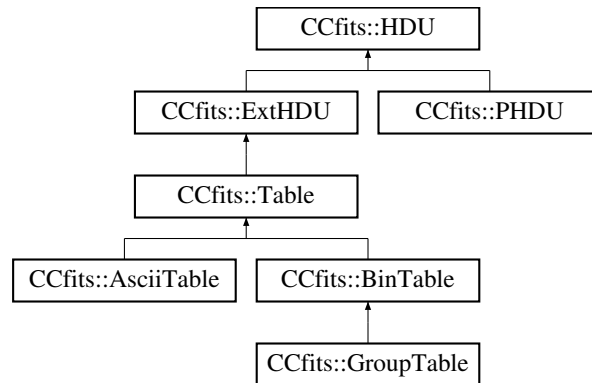 CCfits::HDU
CCfits::ExtHDU
CCfits::PHDU
CCfits::Table
CCfits::AsciiTable
CCfits::BinTable
CCfits::GroupTable